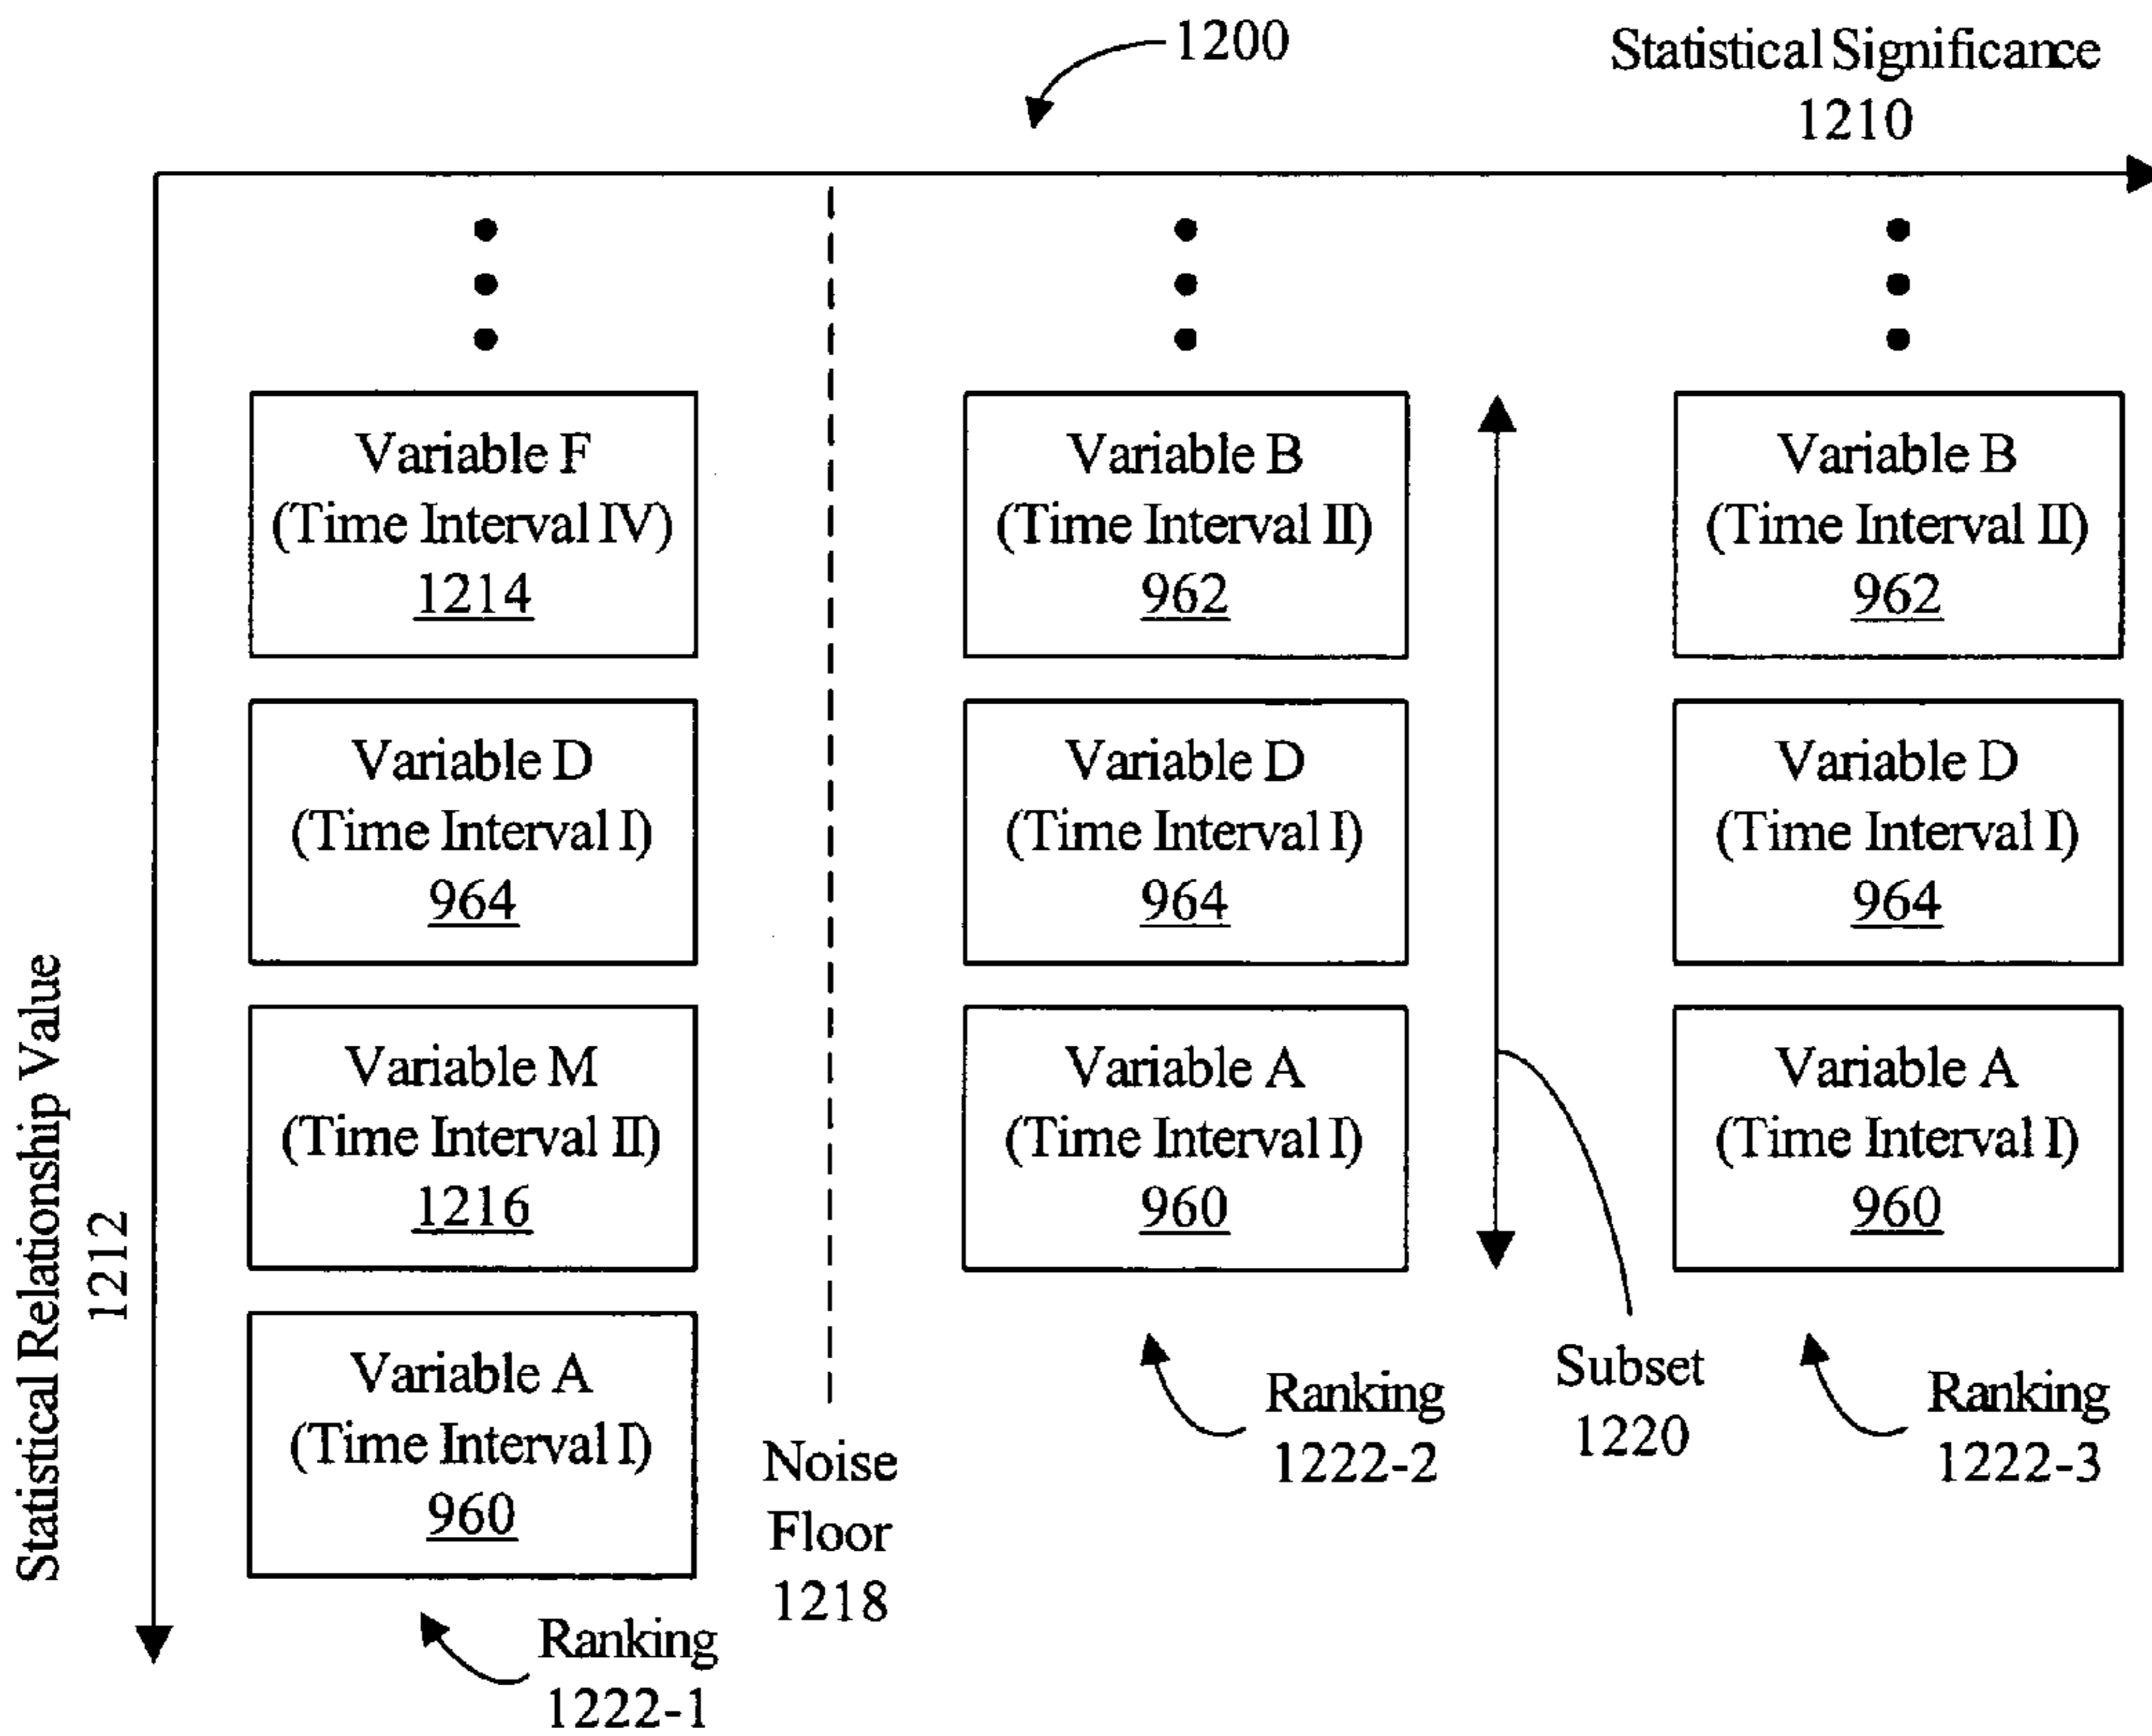 1200
Statistical Significance
1210
Statistical Relationship Value
1212
Variable F
(Time Interval IV)
1214
Variable D
(Time Interval I)
964
Variable M
(Time Interval II)
1216
Variable A
(Time Interval I)
960
Ranking
1222-1
Noise
Floor
1218
Variable B
(Time Interval II)
962
Variable D
(Time Interval I)
964
Variable A
(Time Interval I)
960
Ranking
1222-2
Subset
1220
Variable B
(Time Interval II)
962
Variable D
(Time Interval I)
964
Variable A
(Time Interval I)
960
Ranking
1222-3